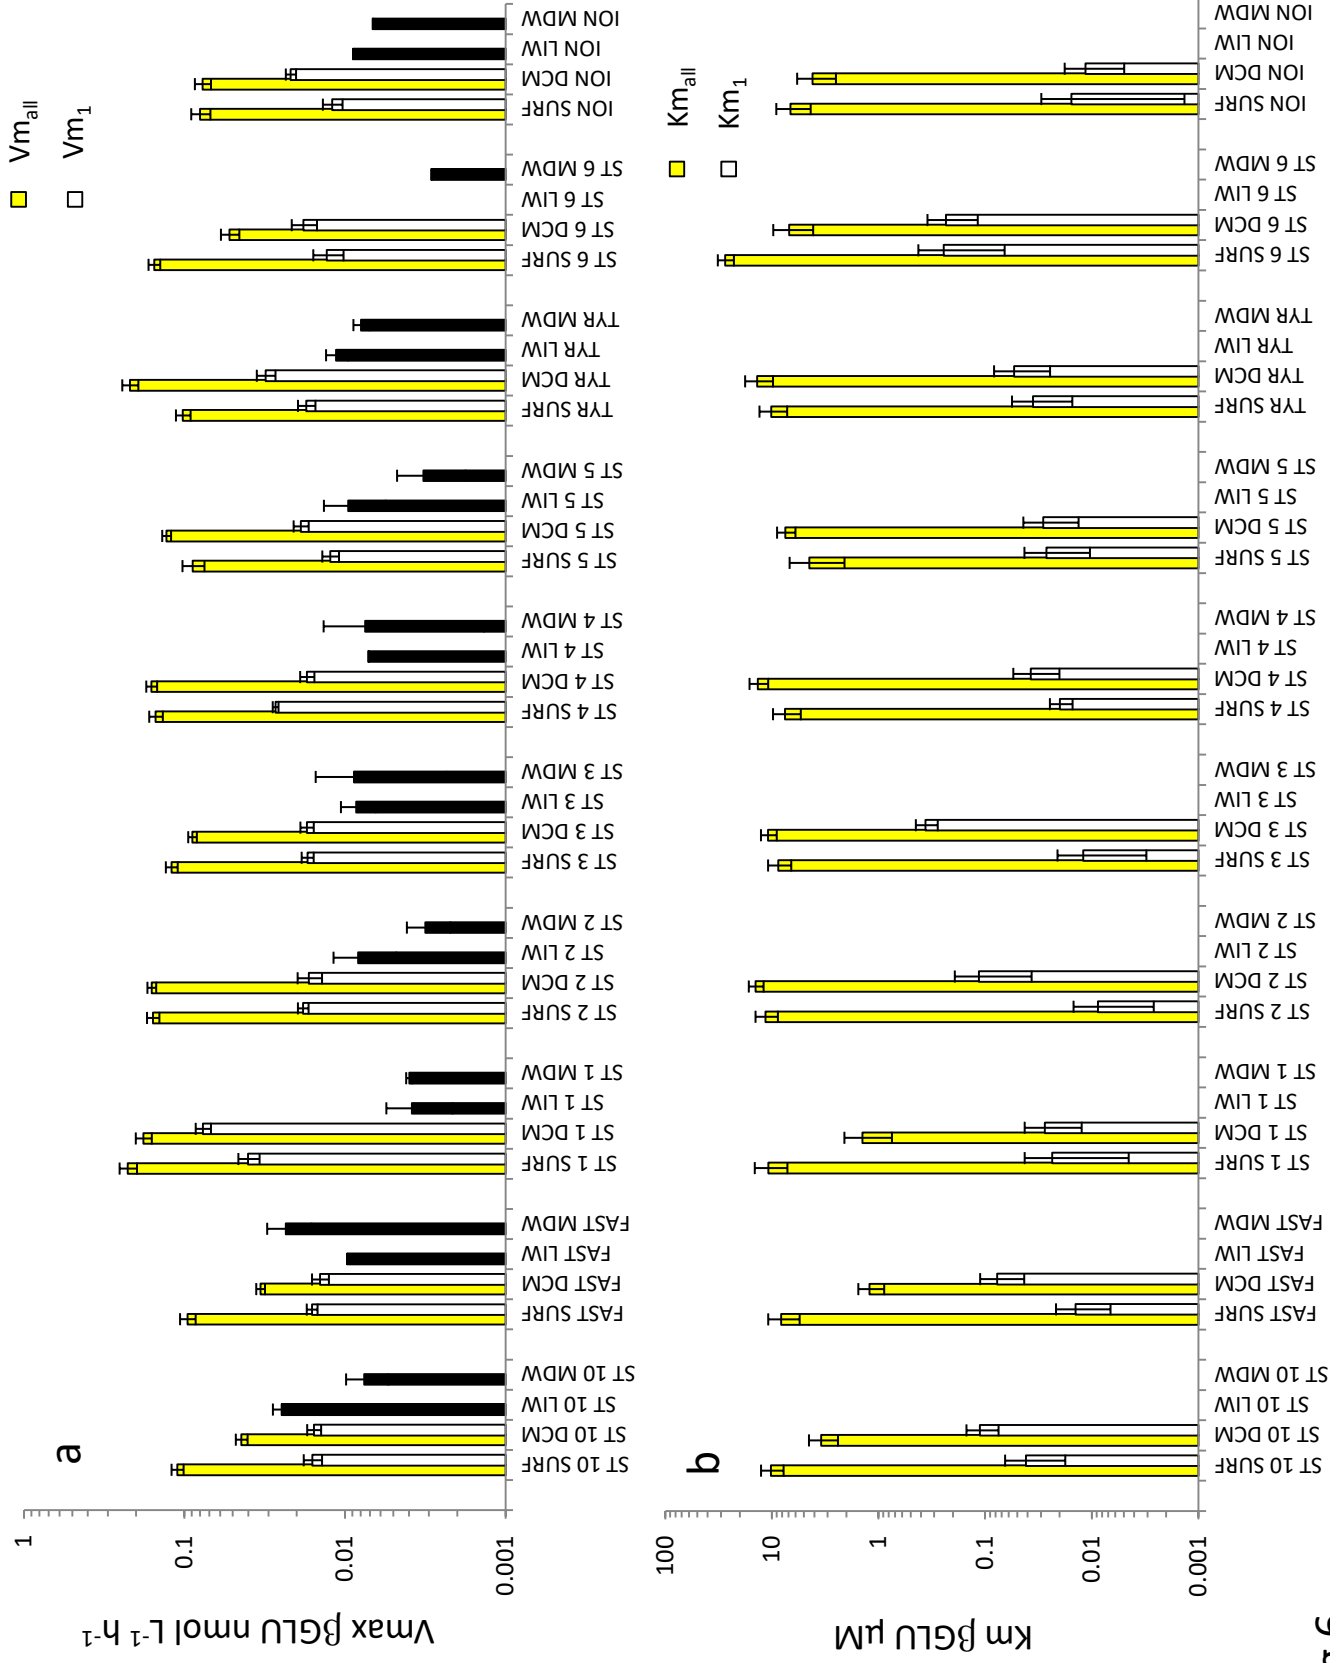 a
Vm_all
Vm_1
Vmax βGLU nmol L⁻¹ h⁻¹
1
0.1
0.01
0.001
ST 10 SURF
ST 10 DCM
ST 10 LIW
ST 10 MDW
FAST SURF
FAST DCM
FAST LIW
FAST MDW
ST 1 SURF
ST 1 DCM
ST 1 LIW
ST 1 MDW
ST 2 SURF
ST 2 DCM
ST 2 LIW
ST 2 MDW
ST 3 SURF
ST 3 DCM
ST 3 LIW
ST 3 MDW
ST 4 SURF
ST 4 DCM
ST 4 LIW
ST 4 MDW
ST 5 SURF
ST 5 DCM
ST 5 LIW
ST 5 MDW
TYR SURF
TYR DCM
TYR LIW
TYR MDW
ST 6 SURF
ST 6 DCM
ST 6 LIW
ST 6 MDW
ION SURF
ION DCM
ION LIW
ION MDW
b
Km_all
Km_1
Km βGLU µM
100
10
1
0.1
0.01
0.001
ST 10 SURF
ST 10 DCM
ST 10 LIW
ST 10 MDW
FAST SURF
FAST DCM
FAST LIW
FAST MDW
ST 1 SURF
ST 1 DCM
ST 1 LIW
ST 1 MDW
ST 2 SURF
ST 2 DCM
ST 2 LIW
ST 2 MDW
ST 3 SURF
ST 3 DCM
ST 3 LIW
ST 3 MDW
ST 4 SURF
ST 4 DCM
ST 4 LIW
ST 4 MDW
ST 5 SURF
ST 5 DCM
ST 5 LIW
ST 5 MDW
TYR SURF
TYR DCM
TYR LIW
TYR MDW
ST 6 SURF
ST 6 DCM
ST 6 LIW
ST 6 MDW
ION SURF
ION DCM
ION LIW
ION MDW